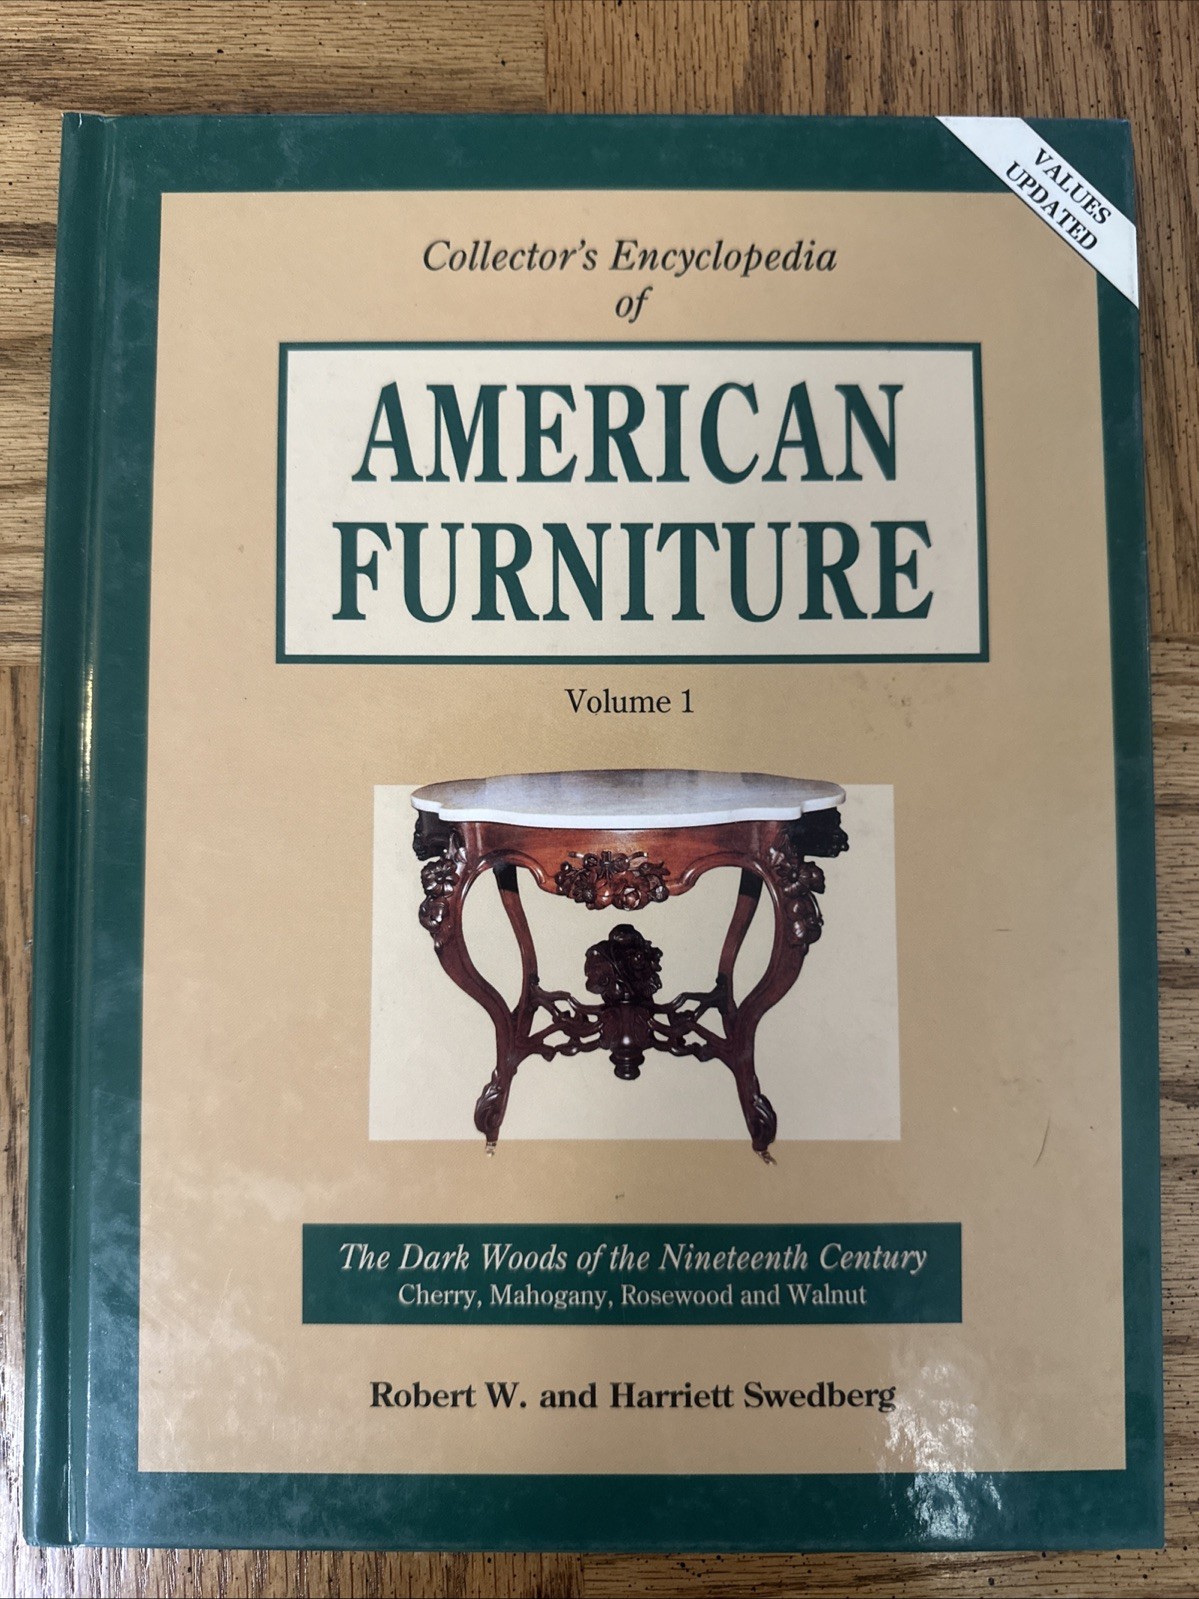 VALUES
UPDATED
Collector's Encyclopedia
of
AMERICAN
FURNITURE
Volume 1
The Dark Woods of the Nineteenth Century
Cherry, Mahogany, Rosewood and Walnut
Robert W. and Harriett Swedberg